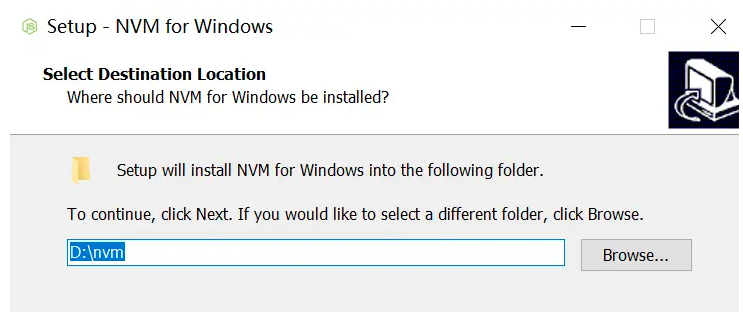 Setup - NVM for Windows
Select Destination Location
Where should NVM for Windows be installed?
Setup will install NVM for Windows into the following folder.
To continue, click Next. If you would like to select a different folder, click Browse.
D:\nvm
Browse...